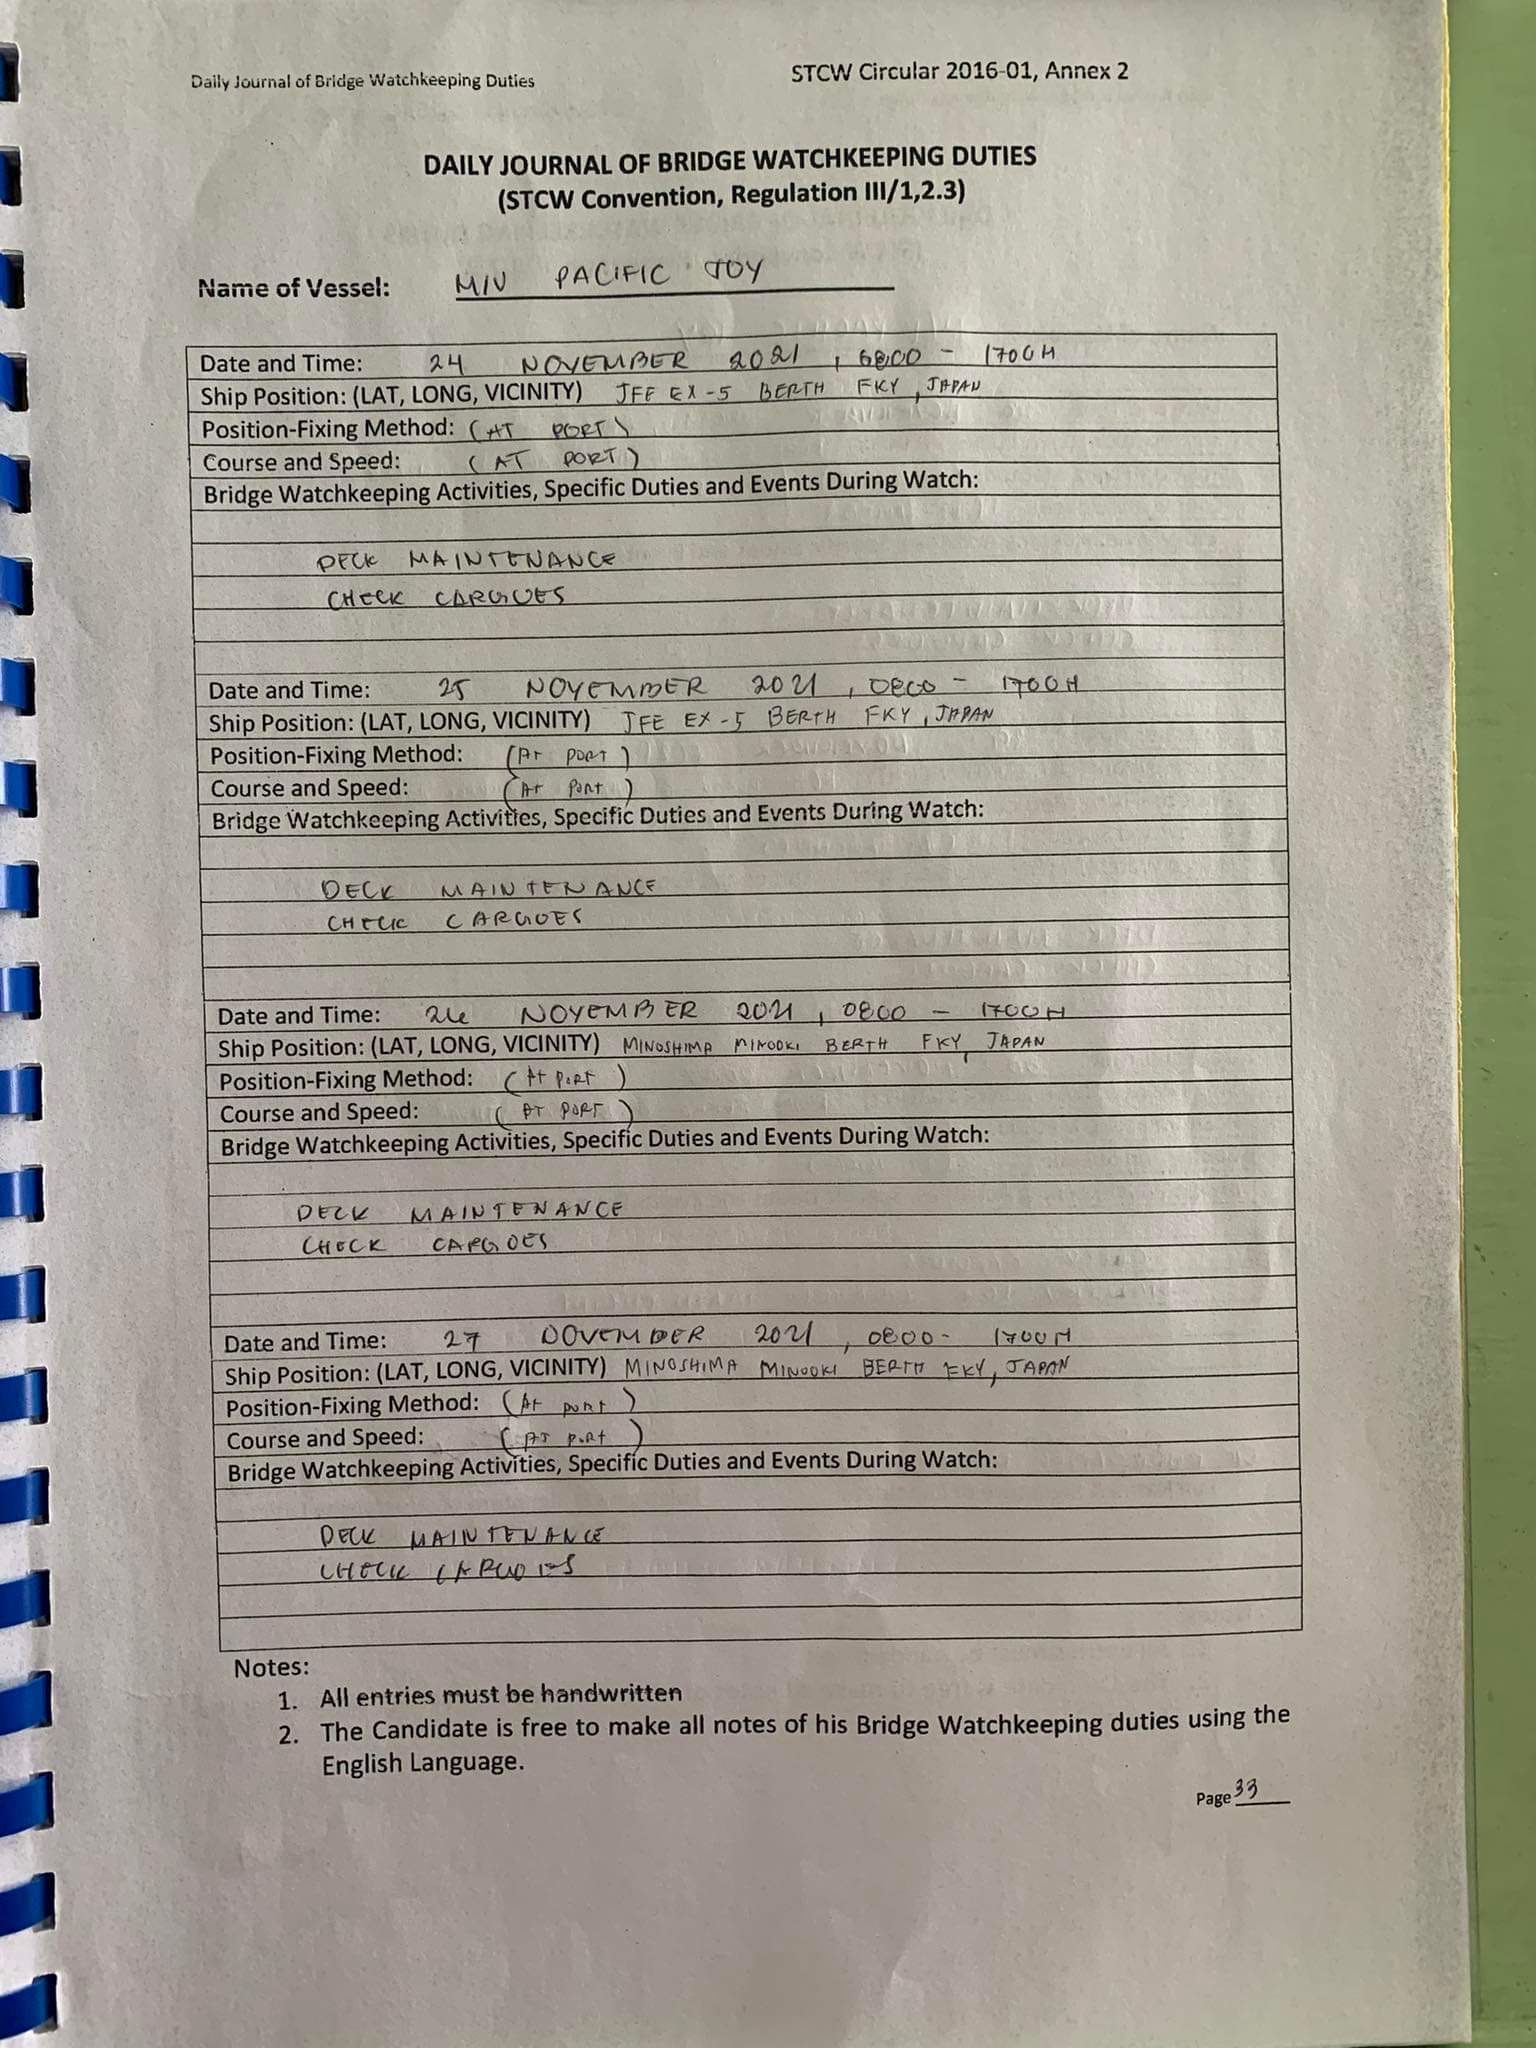 Daily Journal of Bridge Watchkeeping Duties STCW Circular 2016-01, Annex 2
DAILY JOURNAL OF BRIDGE WATCHKEEPING DUTIES
(STCW Convention, Regulation III/1,2.3)
Name of Vessel: M/V PACIFIC JOY
Date and Time: 24 NOVEMBER 2021, 0800 - 1700H
Ship Position: (LAT, LONG, VICINITY) JFE EX-5 BERTH FKY, JAPAN
Position-Fixing Method: (AT PORT)
Course and Speed: (AT PORT)
Bridge Watchkeeping Activities, Specific Duties and Events During Watch:
DECK MAINTENANCE
CHECK CARGOES
Date and Time: 25 NOVEMBER 2021, 0800 - 1700H
Ship Position: (LAT, LONG, VICINITY) JFE EX-5 BERTH FKY, JAPAN
Position-Fixing Method: (At PORT)
Course and Speed: (At Port)
Bridge Watchkeeping Activities, Specific Duties and Events During Watch:
DECK MAINTENANCE
CHECK CARGOES
Date and Time: 26 NOVEMBER 2021, 0800 - 1700H
Ship Position: (LAT, LONG, VICINITY) MINOSHIMA MINOOKI BERTH FKY, JAPAN
Position-Fixing Method: (At PORT)
Course and Speed: (AT PORT)
Bridge Watchkeeping Activities, Specific Duties and Events During Watch:
DECK MAINTENANCE
CHECK CARGOES
Date and Time: 27 NOVEMBER 2021, 0800 - 1700H
Ship Position: (LAT, LONG, VICINITY) MINOSHIMA MINOOKI BERTH FKY, JAPAN
Position-Fixing Method: (At port)
Course and Speed: (AT port)
Bridge Watchkeeping Activities, Specific Duties and Events During Watch:
DECK MAINTENANCE
CHECK CARGOES
Notes:
1. All entries must be handwritten
2. The Candidate is free to make all notes of his Bridge Watchkeeping duties using the
English Language.
Page 33